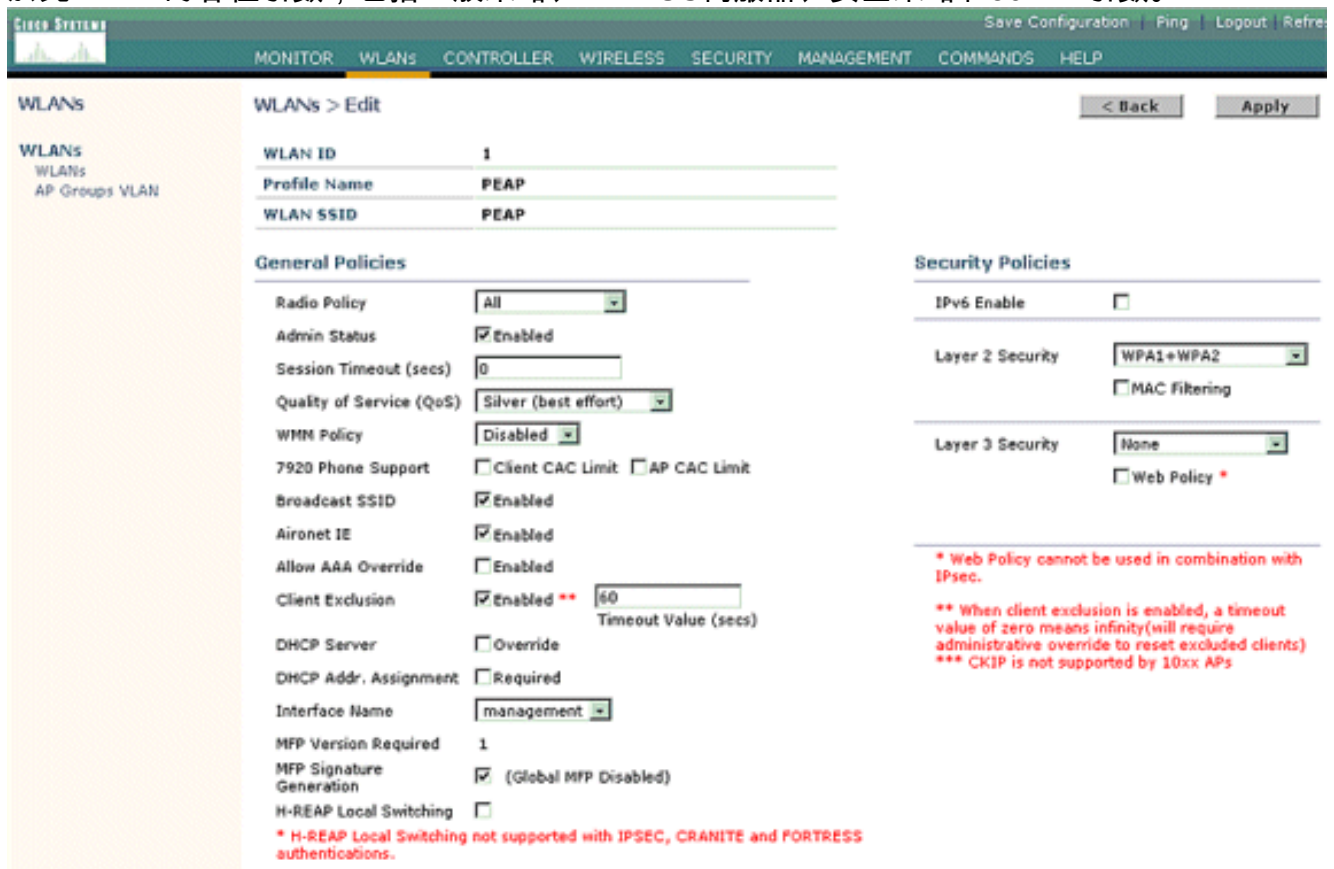 CISCO SYSTEMS
Save Configuration | Ping | Logout | Refre
MONITOR WLANs CONTROLLER WIRELESS SECURITY MANAGEMENT COMMANDS HELP
WLANs
WLANs
WLANs
AP Groups VLAN
WLANs > Edit
< Back
Apply
WLAN ID 1
Profile Name PEAP
WLAN SSID PEAP
General Policies
Radio Policy All
Admin Status Enabled
Session Timeout (secs) 0
Quality of Service (QoS) Silver (best effort)
WMM Policy Disabled
7920 Phone Support Client CAC Limit AP CAC Limit
Broadcast SSID Enabled
Aironet IE Enabled
Allow AAA Override Enabled
Client Exclusion Enabled ** 60
Timeout Value (secs)
DHCP Server Override
DHCP Addr. Assignment Required
Interface Name management
MFP Version Required 1
MFP Signature
Generation (Global MFP Disabled)
H-REAP Local Switching
* H-REAP Local Switching not supported with IPSEC, CRANITE and FORTRESS
authentications.
Security Policies
IPv6 Enable
Layer 2 Security WPA1+WPA2
MAC Filtering
Layer 3 Security None
Web Policy *
* Web Policy cannot be used in combination with
IPsec.
** When client exclusion is enabled, a timeout
value of zero means infinity(will require
administrative override to reset excluded clients)
*** CKIP is not supported by 10xx APs